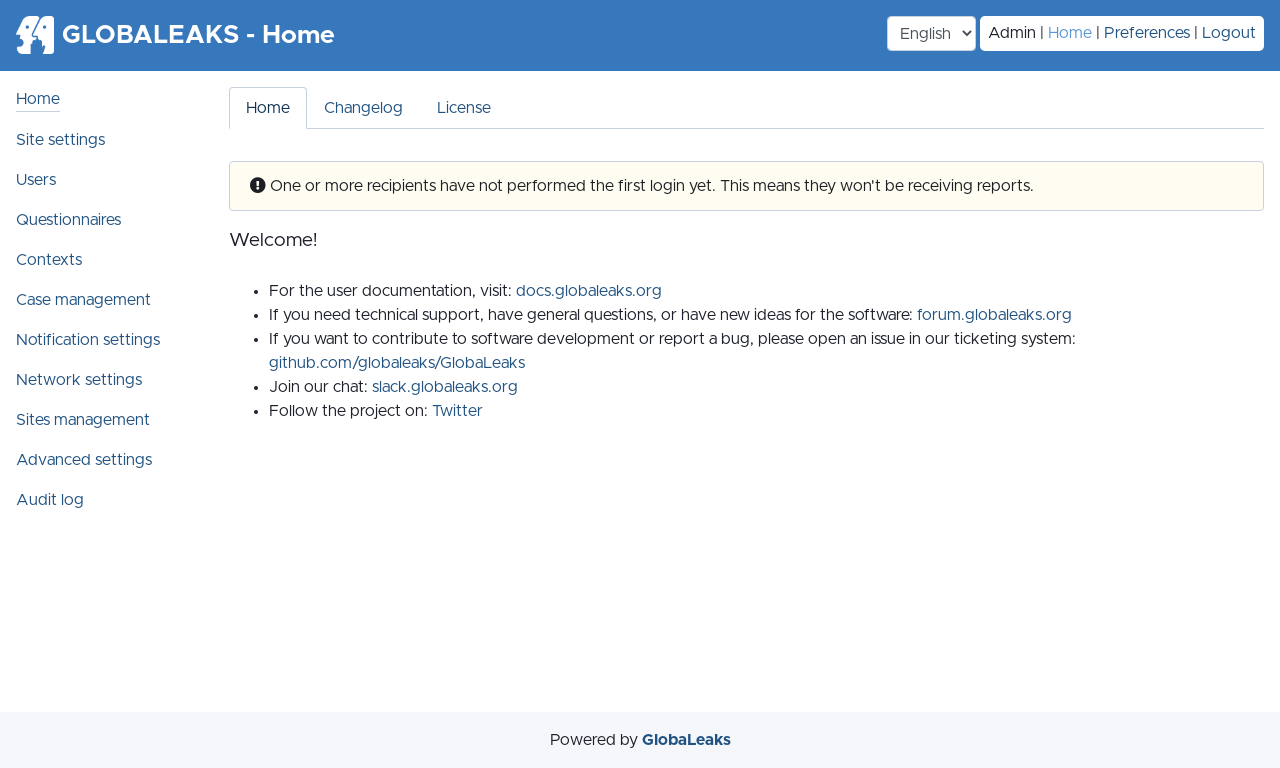 GLOBALEAKS - Home
English
Admin | Home | Preferences | Logout
Home
Site settings
Users
Questionnaires
Contexts
Case management
Notification settings
Network settings
Sites management
Advanced settings
Audit log
Home
Changelog
License
One or more recipients have not performed the first login yet. This means they won't be receiving reports.
Welcome!
• For the user documentation, visit: docs.globaleaks.org
• If you need technical support, have general questions, or have new ideas for the software: forum.globaleaks.org
• If you want to contribute to software development or report a bug, please open an issue in our ticketing system:
github.com/globaleaks/GlobaLeaks
• Join our chat: slack.globaleaks.org
• Follow the project on: Twitter
Powered by GlobaLeaks